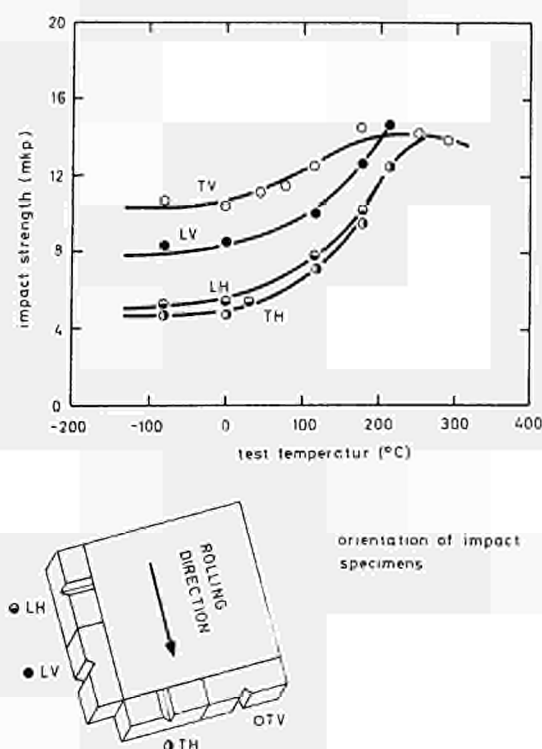 20
16
12
8
4
0
impact strength (mkp)
TV
LV
LH
TH
-200
-100
0
100
200
300
400
test temperatur (°C)
orientation of impact
specimens
ROLLING
DIRECTION
LH
LV
TH
TV